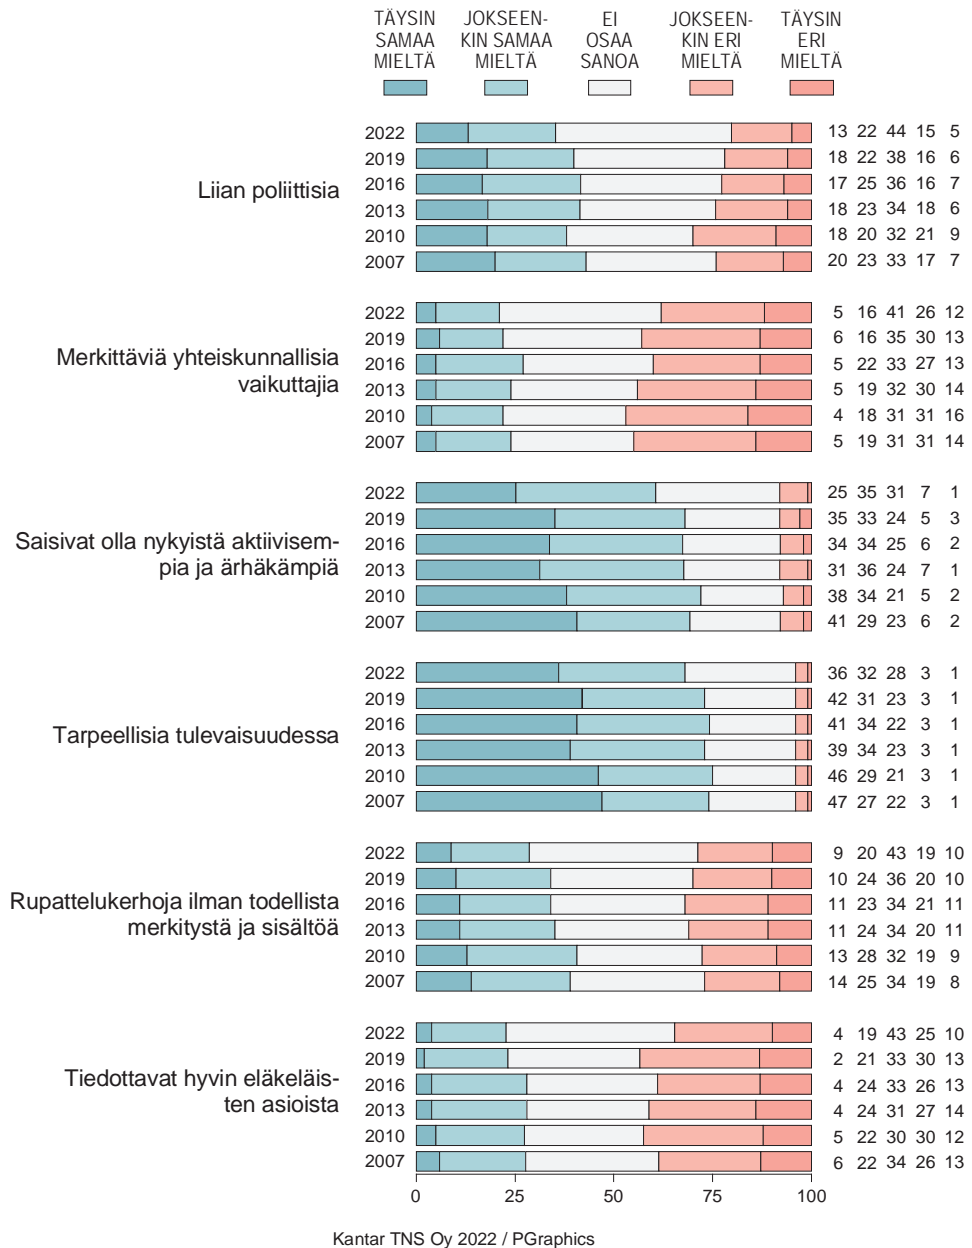 TÄYSIN SAMAA MIELTÄ
JOKSEEN-KIN SAMAA MIELTÄ
EI OSAA SANOA
JOKSEEN-KIN ERI MIELTÄ
TÄYSIN ERI MIELTÄ
Liian poliittisia
2022 13 22 44 15 5
2019 18 22 38 16 6
2016 17 25 36 16 7
2013 18 23 34 18 6
2010 18 20 32 21 9
2007 20 23 33 17 7
Merkittäviä yhteiskunnallisia
vaikuttajia
2022 5 16 41 26 12
2019 6 16 35 30 13
2016 5 22 33 27 13
2013 5 19 32 30 14
2010 4 18 31 31 16
2007 5 19 31 31 14
Saisivat olla nykyistä aktiivisem-
pia ja ärhäkämpiä
2022 25 35 31 7 1
2019 35 33 24 5 3
2016 34 34 25 6 2
2013 31 36 24 7 1
2010 38 34 21 5 2
2007 41 29 23 6 2
Tarpeellisia tulevaisuudessa
2022 36 32 28 3 1
2019 42 31 23 3 1
2016 41 34 22 3 1
2013 39 34 23 3 1
2010 46 29 21 3 1
2007 47 27 22 3 1
Rupattelukerhoja ilman todellista
merkitystä ja sisältöä
2022 9 20 43 19 10
2019 10 24 36 20 10
2016 11 23 34 21 11
2013 11 24 34 20 11
2010 13 28 32 19 9
2007 14 25 34 19 8
Tiedottavat hyvin eläkeläis-
ten asioista
2022 4 19 43 25 10
2019 2 21 33 30 13
2016 4 24 33 26 13
2013 4 24 31 27 14
2010 5 22 30 30 12
2007 6 22 34 26 13
0 25 50 75 100
Kantar TNS Oy 2022 / PGraphics